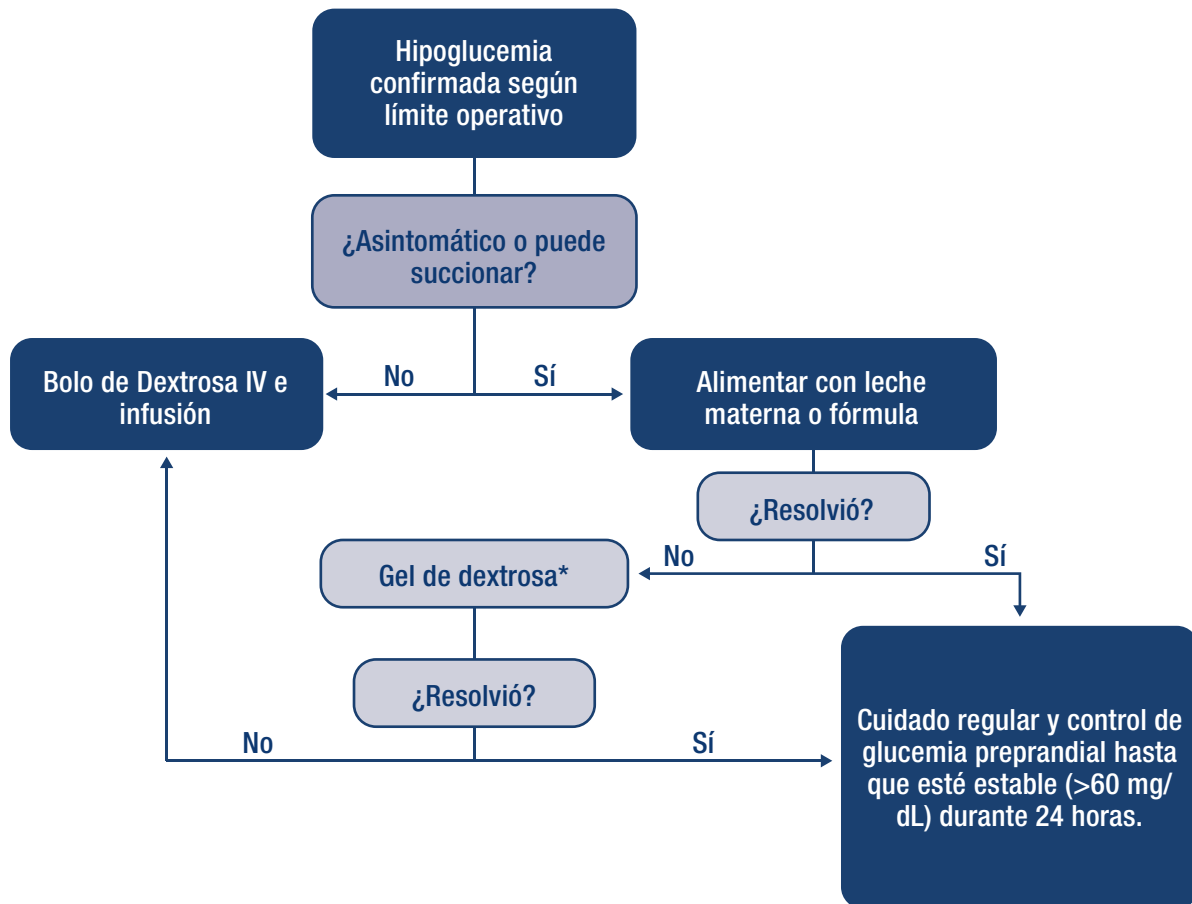 Hipoglucemia
confirmada según
límite operativo
¿Asintomático o puede
succionar?
No
Sí
Bolo de Dextrosa IV e
infusión
Alimentar con leche
materna o fórmula
¿Resolvió?
No
Sí
Gel de dextrosa*
¿Resolvió?
No
Sí
Cuidado regular y control de
glucemia preprandial hasta
que esté estable (>60 mg/
dL) durante 24 horas.